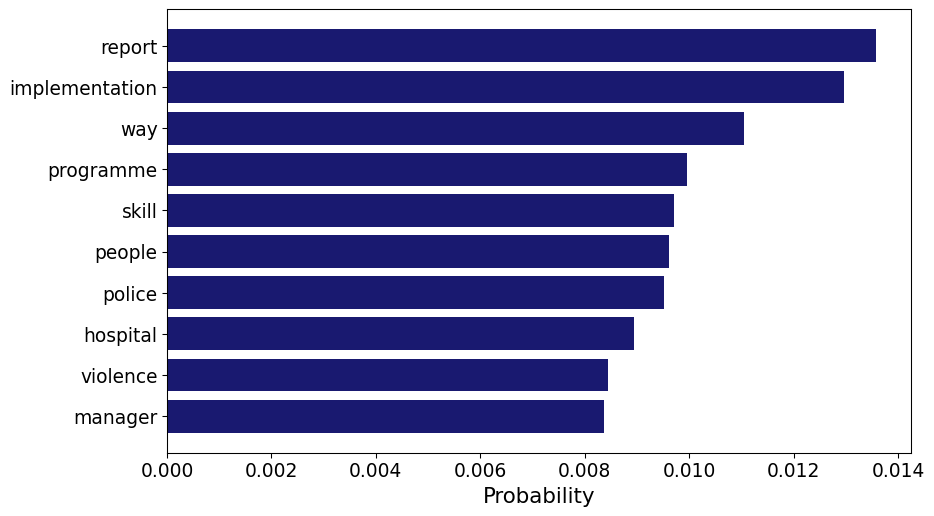 report
implementation
way
programme
skill
people
police
hospital
violence
manager
0.000 0.002 0.004 0.006 0.008 0.010 0.012 0.014
Probability